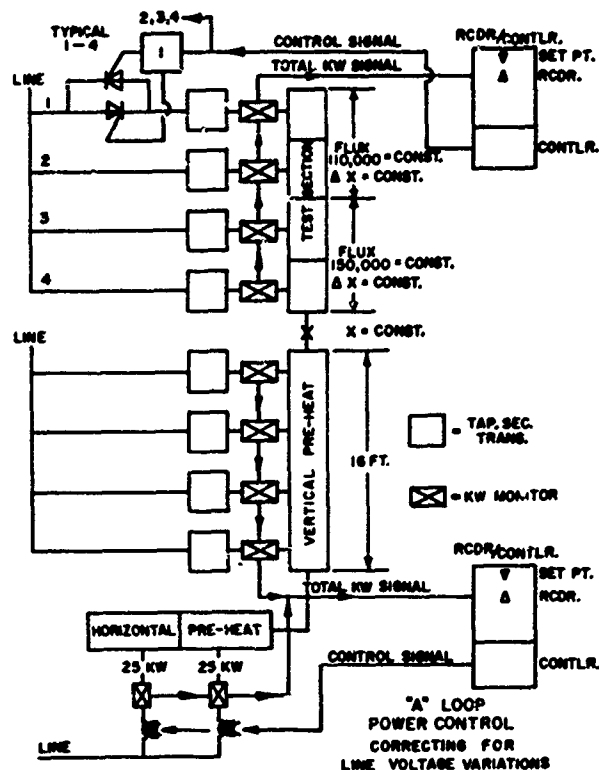 2,3,4
TYPICAL
1-4
1
CONTROL SIGNAL
RCDR/CONTLR.
SET PT.
RCDR.
TOTAL KW SIGNAL
LINE
1
CONTLR.
FLUX
110,000 = CONST.
Δ X = CONST.
2
TEST SECTION
3
FLUX
150,000 = CONST.
Δ X = CONST.
4
LINE
X = CONST.
VERTICAL PRE-HEAT
16 FT.
= TAP. SEC.
TRANS.
= KW MONITOR
RCDR/CONTLR.
SET PT.
RCDR.
TOTAL KW SIGNAL
HORIZONTAL PRE-HEAT
25 KW 25 KW
CONTROL SIGNAL
CONTLR.
"A" LOOP
POWER CONTROL
CORRECTING FOR
LINE VOLTAGE VARIATIONS
LINE